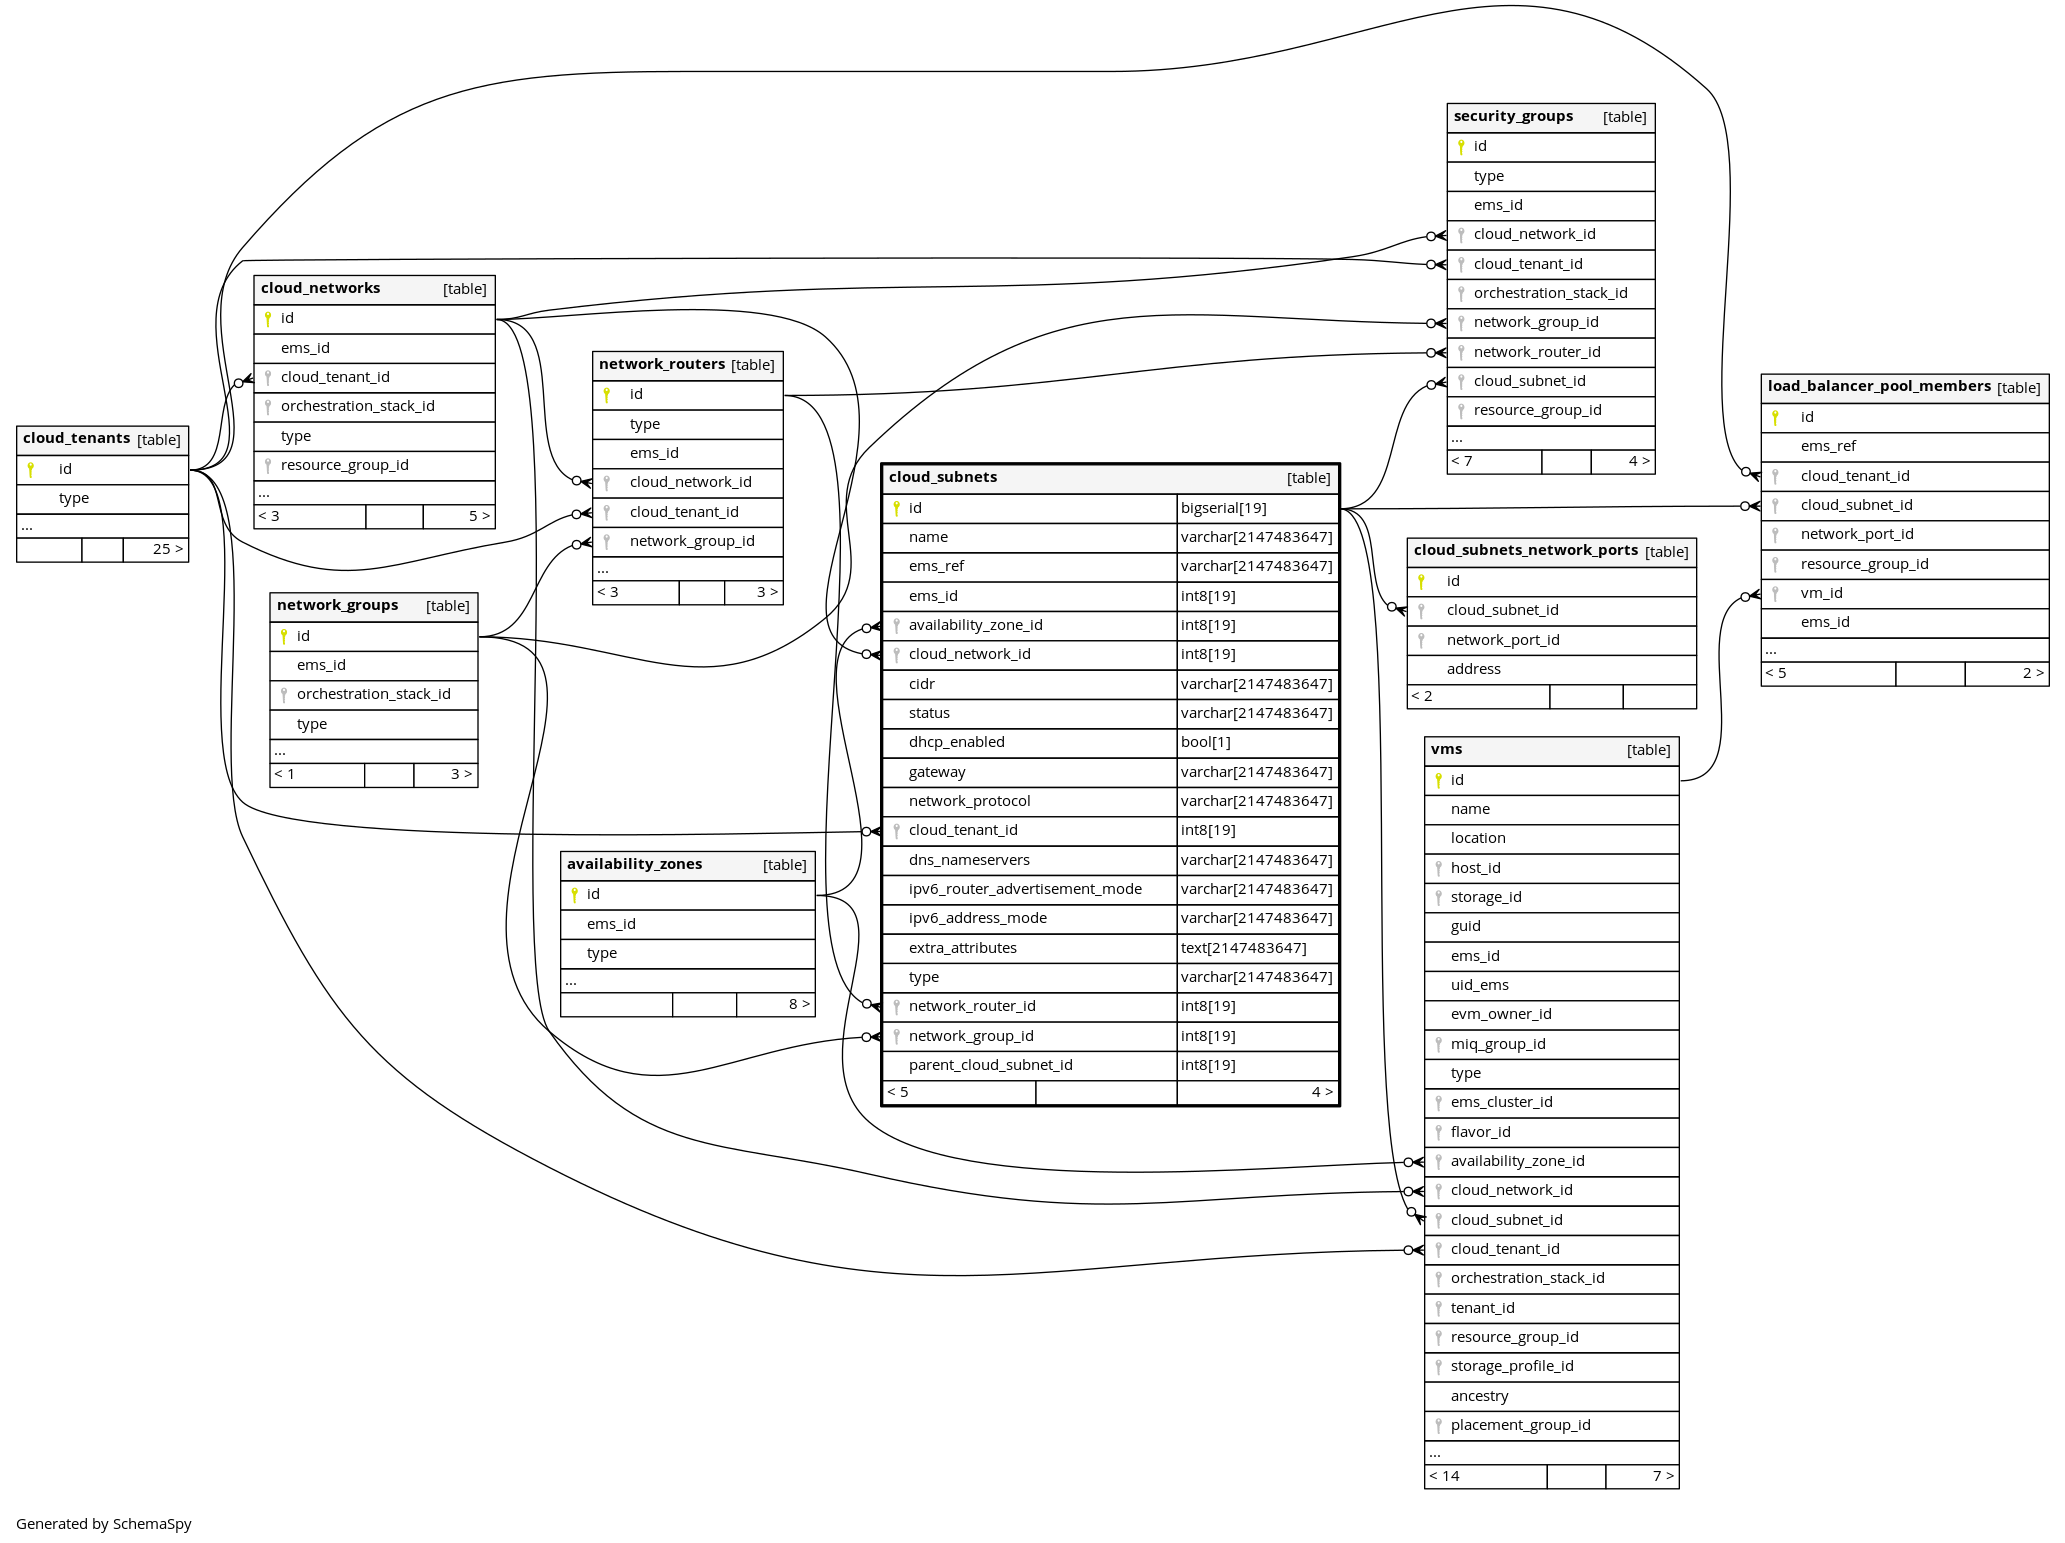 security_groups [table]
id
type
ems_id
cloud_network_id
cloud_tenant_id
orchestration_stack_id
network_group_id
network_router_id
cloud_subnet_id
resource_group_id
...
< 7 4 >
cloud_networks [table]
id
ems_id
cloud_tenant_id
orchestration_stack_id
type
resource_group_id
...
< 3 5 >
network_routers [table]
id
type
ems_id
cloud_network_id
cloud_tenant_id
network_group_id
...
< 3 3 >
load_balancer_pool_members [table]
id
ems_ref
cloud_tenant_id
cloud_subnet_id
network_port_id
resource_group_id
vm_id
ems_id
...
< 5 2 >
cloud_tenants [table]
id
type
...
25 >
cloud_subnets [table]
id bigserial[19]
name varchar[2147483647]
ems_ref varchar[2147483647]
ems_id int8[19]
availability_zone_id int8[19]
cloud_network_id int8[19]
cidr varchar[2147483647]
status varchar[2147483647]
dhcp_enabled bool[1]
gateway varchar[2147483647]
network_protocol varchar[2147483647]
cloud_tenant_id int8[19]
dns_nameservers varchar[2147483647]
ipv6_router_advertisement_mode varchar[2147483647]
ipv6_address_mode varchar[2147483647]
extra_attributes text[2147483647]
type varchar[2147483647]
network_router_id int8[19]
network_group_id int8[19]
parent_cloud_subnet_id int8[19]
< 5 4 >
cloud_subnets_network_ports [table]
id
cloud_subnet_id
network_port_id
address
< 2
network_groups [table]
id
ems_id
orchestration_stack_id
type
...
< 1 3 >
availability_zones [table]
id
ems_id
type
...
8 >
vms [table]
id
name
location
host_id
storage_id
guid
ems_id
uid_ems
evm_owner_id
miq_group_id
type
ems_cluster_id
flavor_id
availability_zone_id
cloud_network_id
cloud_subnet_id
cloud_tenant_id
orchestration_stack_id
tenant_id
resource_group_id
storage_profile_id
ancestry
placement_group_id
...
< 14 7 >
Generated by SchemaSpy